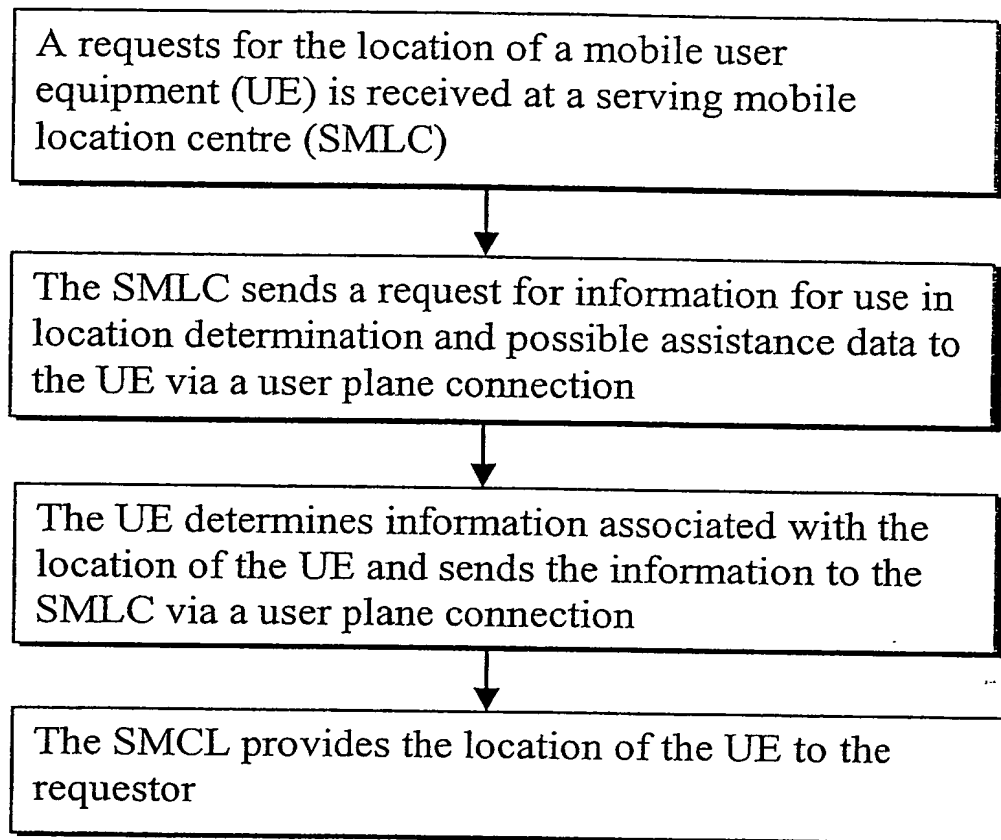 A requests for the location of a mobile user
equipment (UE) is received at a serving mobile
location centre (SMLC)
The SMLC sends a request for information for use in
location determination and possible assistance data to
the UE via a user plane connection
The UE determines information associated with the
location of the UE and sends the information to the
SMLC via a user plane connection
The SMCL provides the location of the UE to the
requestor